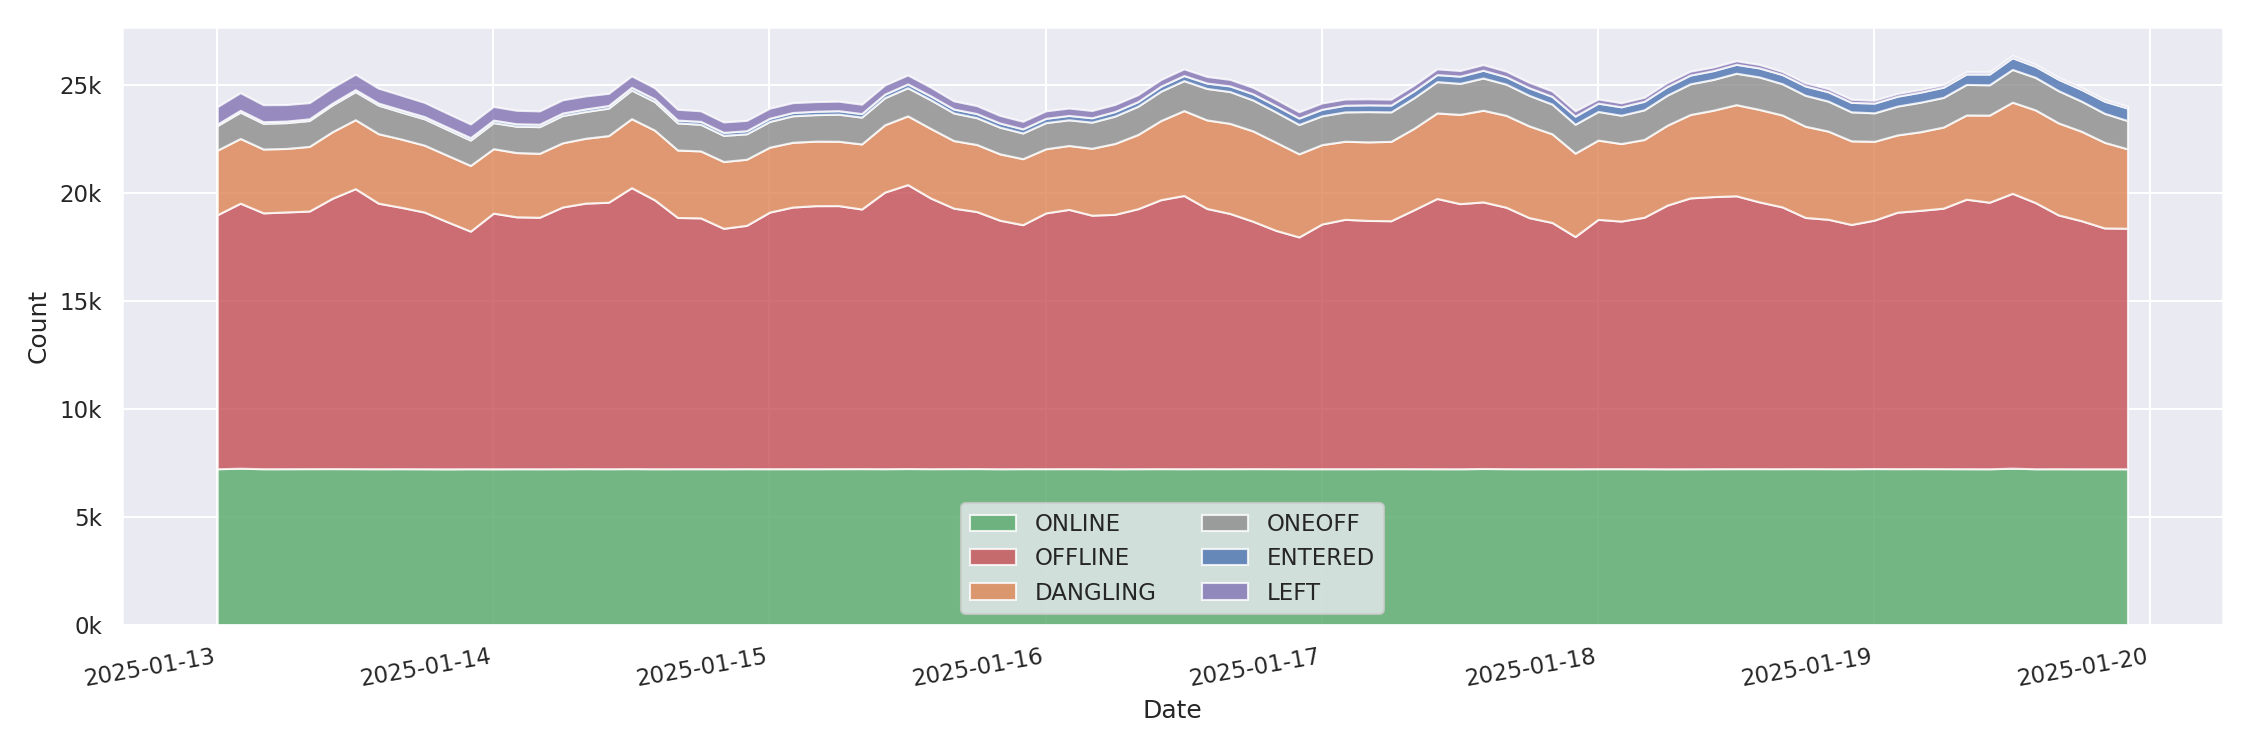 Count
25k
20k
15k
10k
5k
0k
ONLINE
OFFLINE
DANGLING
ONEOFF
ENTERED
LEFT
2025-01-13
2025-01-14
2025-01-15
2025-01-16
2025-01-17
2025-01-18
2025-01-19
2025-01-20
Date